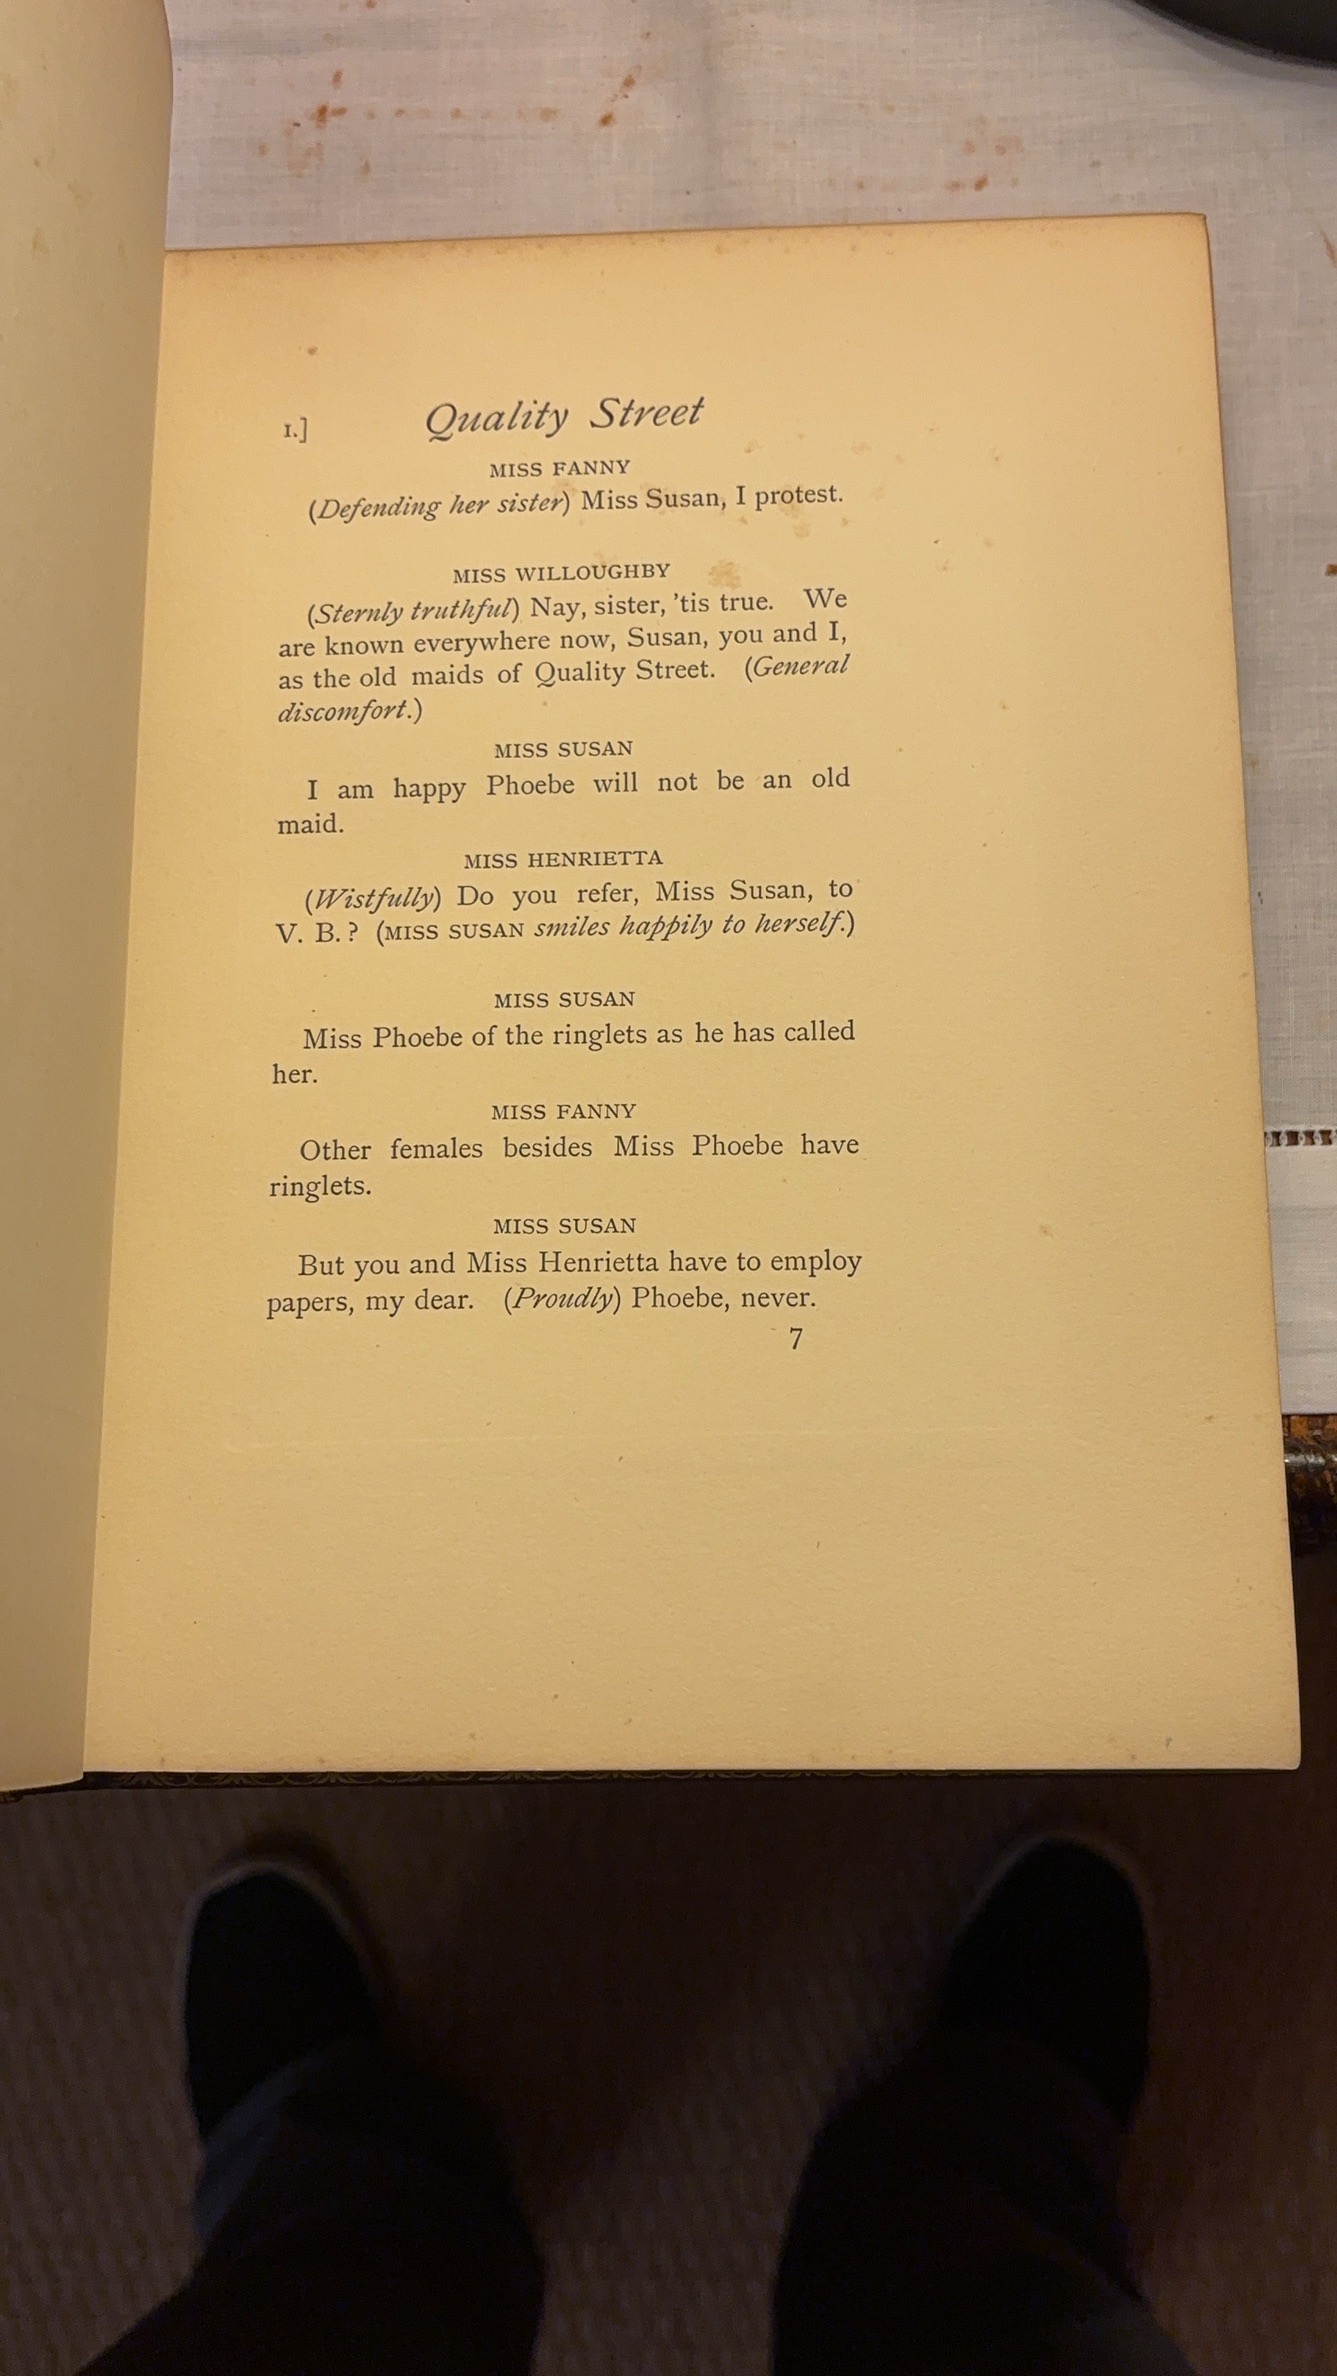 I.] Quality Street
MISS FANNY
(Defending her sister) Miss Susan, I protest.
MISS WILLOUGHBY
(Sternly truthful) Nay, sister, ’tis true. We
are known everywhere now, Susan, you and I,
as the old maids of Quality Street. (General
discomfort.)
MISS SUSAN
I am happy Phoebe will not be an old
maid.
MISS HENRIETTA
(Wistfully) Do you refer, Miss Susan, to
V. B.? (MISS SUSAN smiles happily to herself.)
MISS SUSAN
Miss Phoebe of the ringlets as he has called
her.
MISS FANNY
Other females besides Miss Phoebe have
ringlets.
MISS SUSAN
But you and Miss Henrietta have to employ
papers, my dear. (Proudly) Phoebe, never.
7